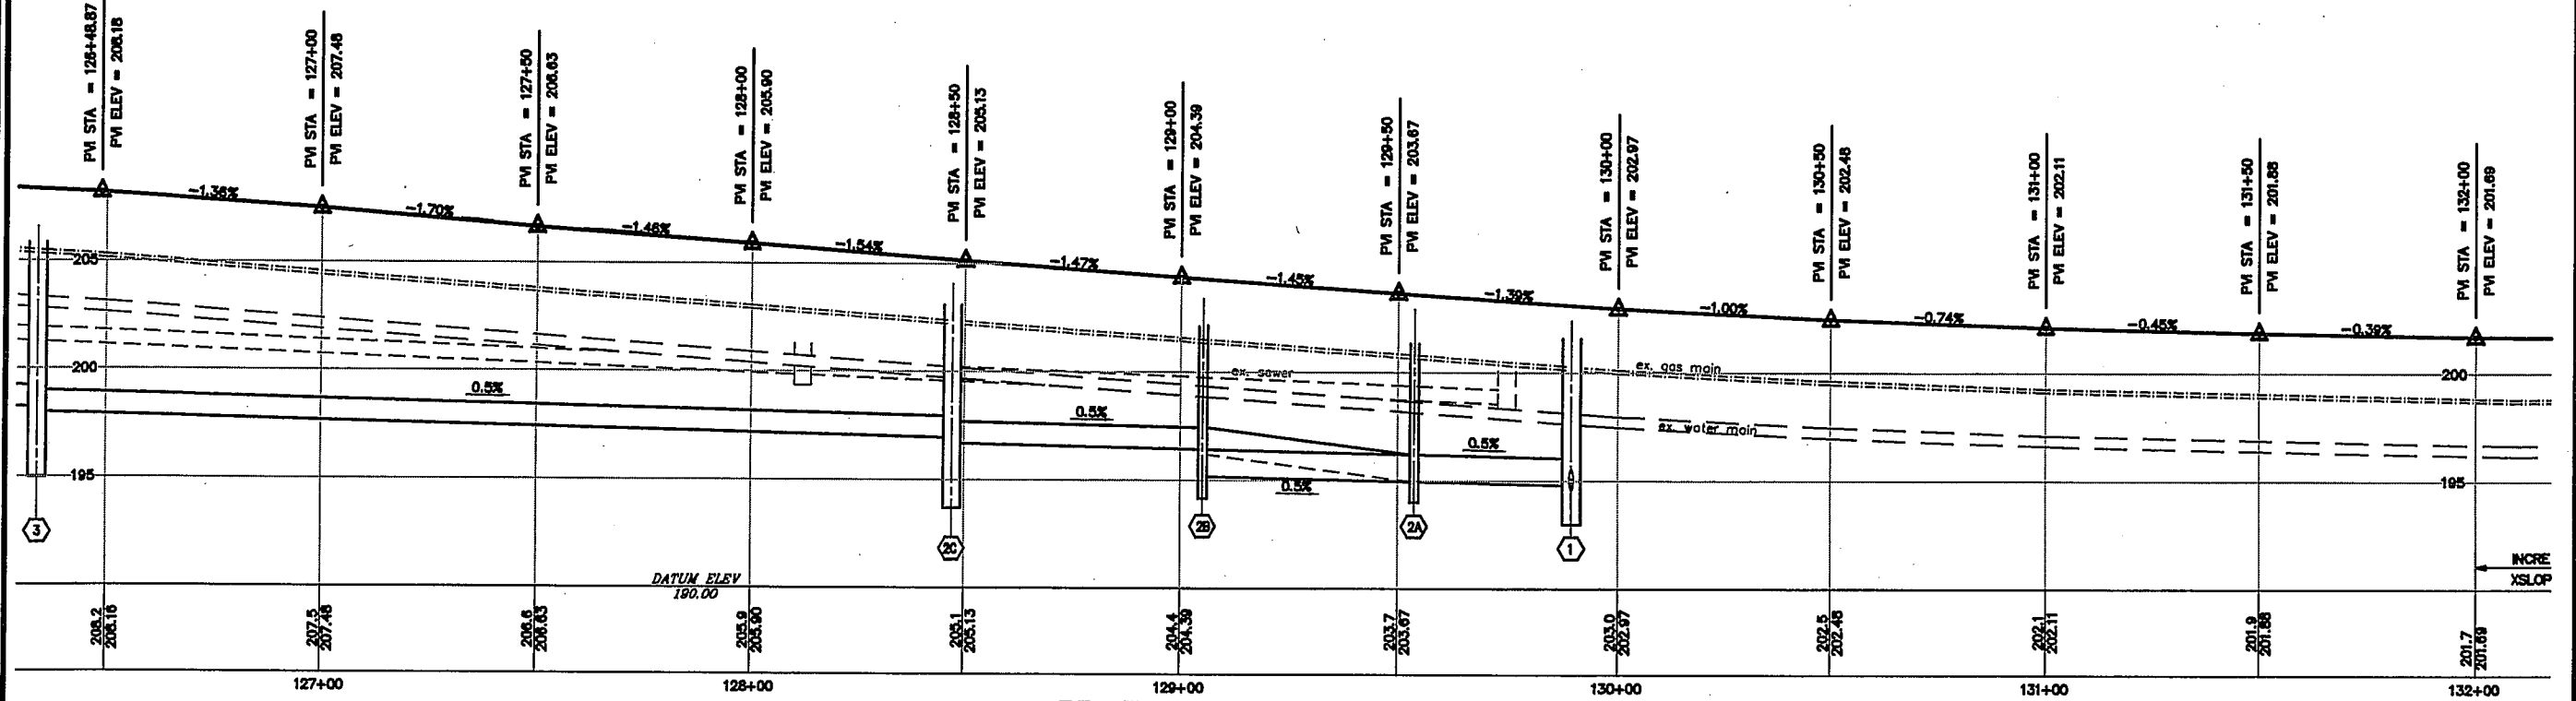 PVI STA = 126+48.87
PVI ELEV = 208.18
PVI STA = 127+00
PVI ELEV = 207.48
PVI STA = 127+50
PVI ELEV = 206.63
PVI STA = 128+00
PVI ELEV = 205.90
PVI STA = 128+50
PVI ELEV = 205.13
PVI STA = 129+00
PVI ELEV = 204.39
PVI STA = 129+50
PVI ELEV = 203.67
PVI STA = 130+00
PVI ELEV = 202.97
PVI STA = 130+50
PVI ELEV = 202.48
PVI STA = 131+00
PVI ELEV = 202.11
PVI STA = 131+50
PVI ELEV = 201.88
PVI STA = 132+00
PVI ELEV = 201.69
-1.36%
-1.70%
-1.46%
-1.54%
-1.47%
-1.45%
-1.39%
-1.00%
-0.74%
-0.45%
-0.39%
205
200
195
0.5%
0.5%
0.5%
0.5%
ex. sewer
ex. gas main
ex. water main
200
195
3
2C
2B
2A
1
DATUM ELEV
190.00
INCRE
XSLOP
208.2
208.18
207.5
207.48
206.6
206.63
205.9
205.90
205.1
205.13
204.4
204.39
203.7
203.67
203.0
202.97
202.5
202.48
202.1
202.11
201.9
201.88
201.7
201.69
127+00
128+00
129+00
130+00
131+00
132+00